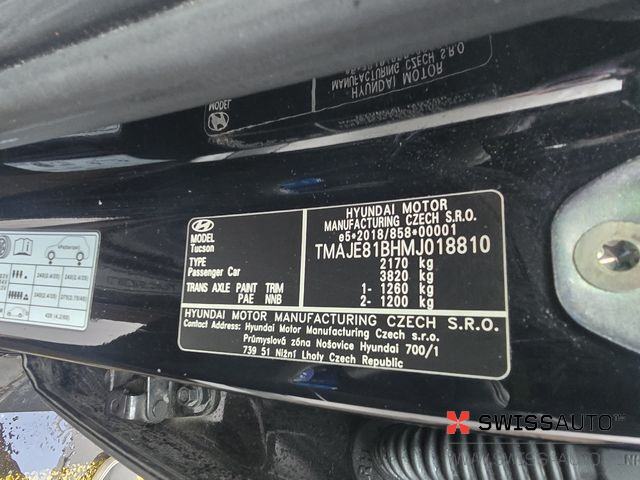 HYUNDAI MOTOR
MANUFACTURING CZECH S.R.O.
MODEL
HYUNDAI MOTOR
MANUFACTURING CZECH S.R.O.
e5*2018/858*00001
TMAJE81BHMJ018810
2170 kg
3820 kg
1- 1260 kg
2- 1200 kg
MODEL
Tucson
TYPE
Passenger Car
TRANS AXLE PAINT TRIM
PAE NNB
HYUNDAI MOTOR MANUFACTURING CZECH S.R.O.
Contact Address: Hyundai Motor Manufacturing Czech s.r.o.
Průmyslová zóna Nošovice Hyundai 700/1
739 51 Nižní Lhoty Czech Republic
SWISSAUTO